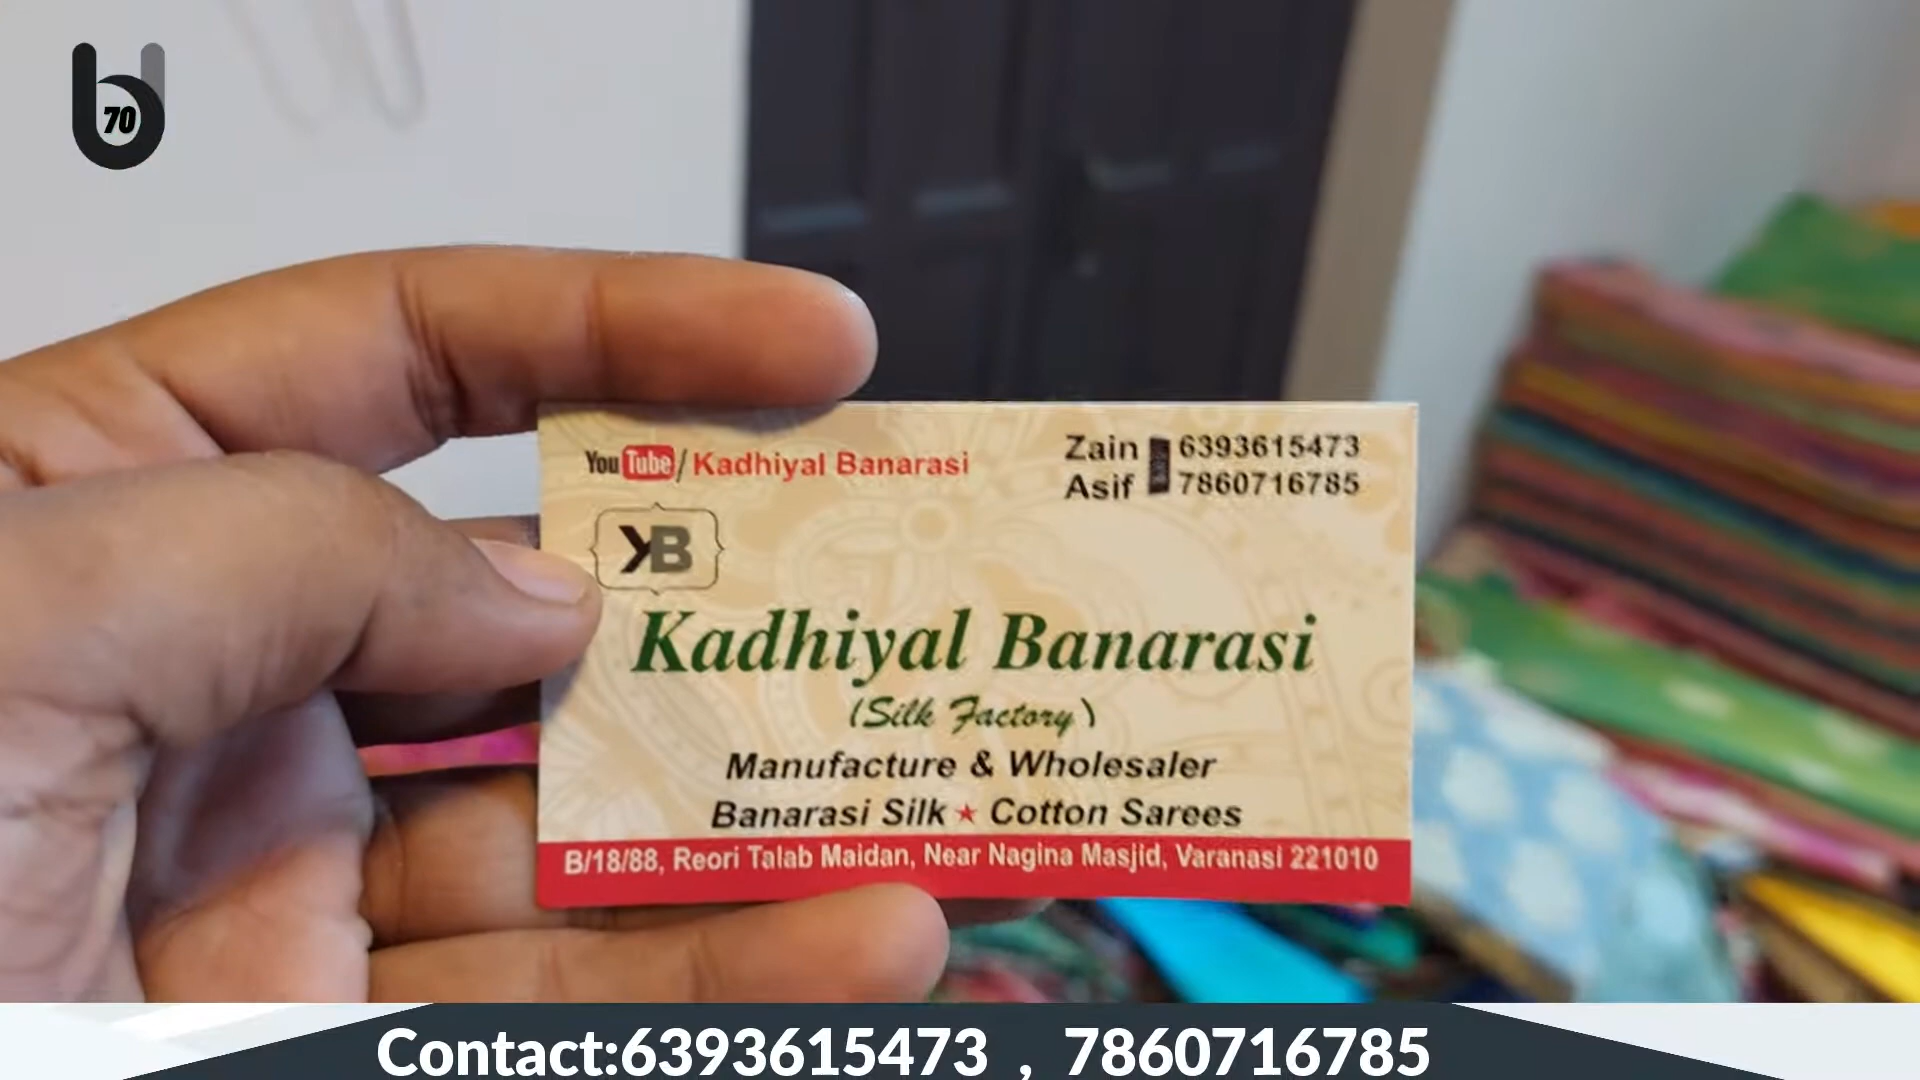 70
YouTube/Kadhiyal Banarasi
Zain 6393615473
Asif 7860716785
KB
Kadhiyal Banarasi
(Silk Factory)
Manufacture & Wholesaler
Banarasi Silk ★ Cotton Sarees
B/18/88, Reori Talab Maidan, Near Nagina Masjid, Varanasi 221010
Contact:6393615473 , 7860716785